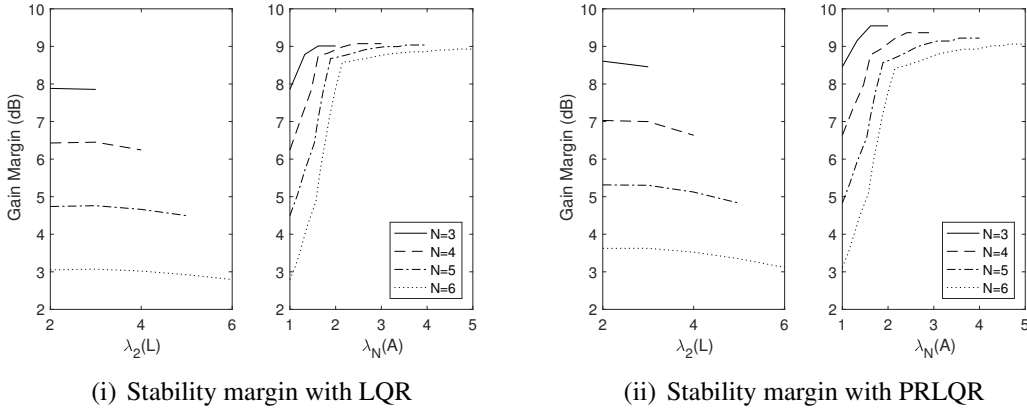 10
9
8
7
6
5
4
3
2
Gain Margin (dB)
2 4 6
λ2(L)
10
9
8
7
6
5
4
3
2
1 2 3 4 5
λN(A)
N=3
N=4
N=5
N=6
(i) Stability margin with LQR
10
9
8
7
6
5
4
3
2
Gain Margin (dB)
2 4 6
λ2(L)
10
9
8
7
6
5
4
3
2
1 2 3 4 5
λN(A)
N=3
N=4
N=5
N=6
(ii) Stability margin with PRLQR